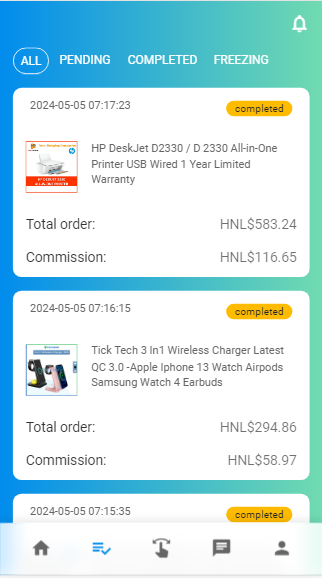 ALL PENDING COMPLETED FREEZING
2024-05-05 07:17:23 completed
HP DeskJet D2330 / D 2330 All-in-One
Printer USB Wired 1 Year Limited
Warranty
Total order: HNL$583.24
Commission: HNL$116.65
2024-05-05 07:16:15 completed
Tick Tech 3 In1 Wireless Charger Latest
QC 3.0 -Apple Iphone 13 Watch Airpods
Samsung Watch 4 Earbuds
Total order: HNL$294.86
Commission: HNL$58.97
2024-05-05 07:15:35 completed